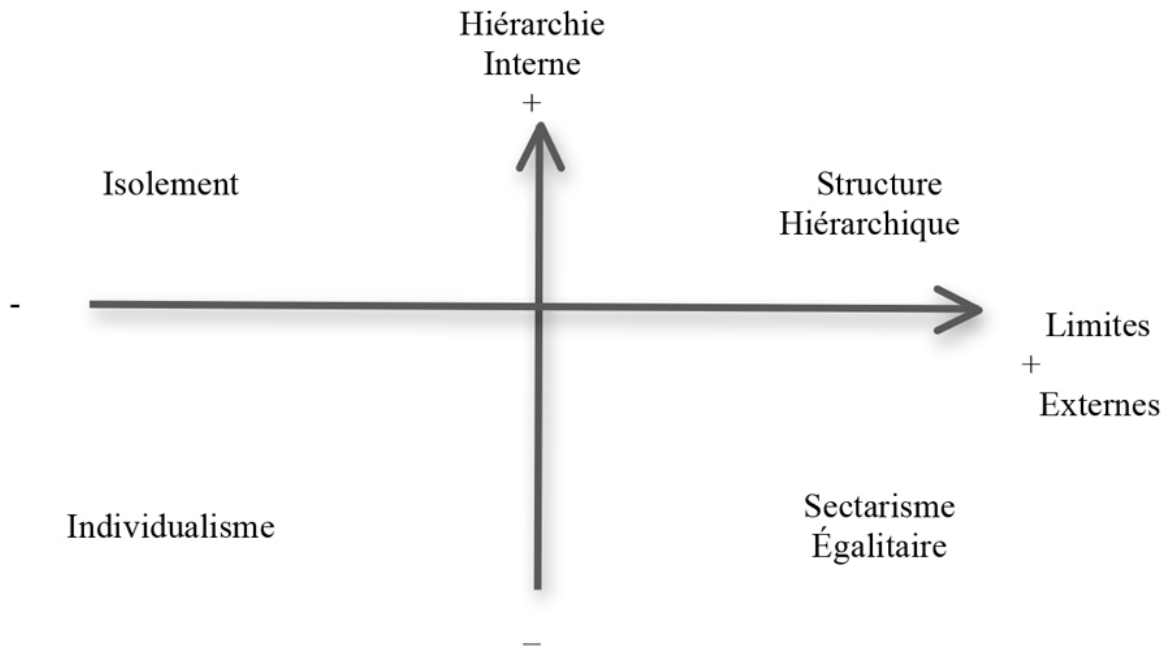 Hiérarchie
Interne
+
Isolement
Structure
Hiérarchique
-
Limites
+
Externes
Individualisme
Sectarisme
Égalitaire
–